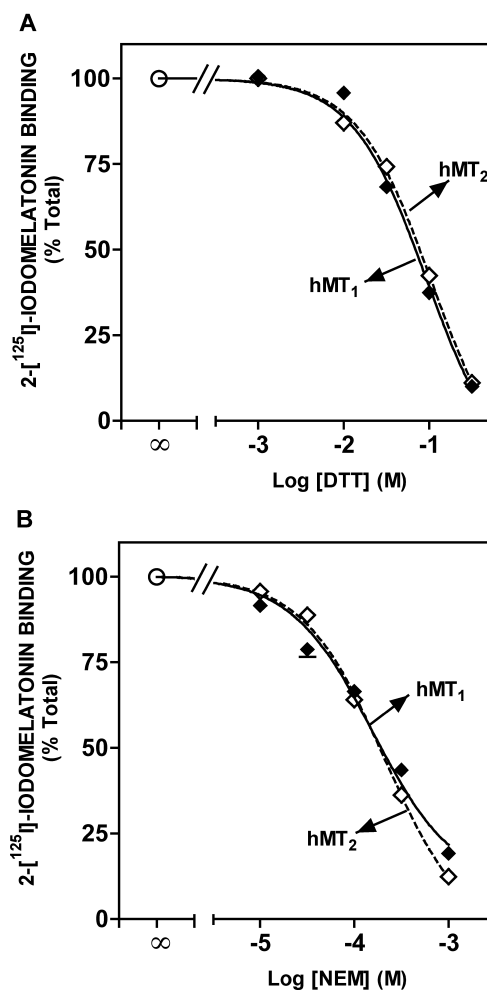 A
2-[125I]-IODOMELATONIN BINDING
(% Total)
100
75
50
25
0
hMT2
hMT1
∞
-3
-2
-1
Log [DTT] (M)
B
2-[125I]-IODOMELATONIN BINDING
(% Total)
100
75
50
25
0
hMT1
hMT2
∞
-5
-4
-3
Log [NEM] (M)